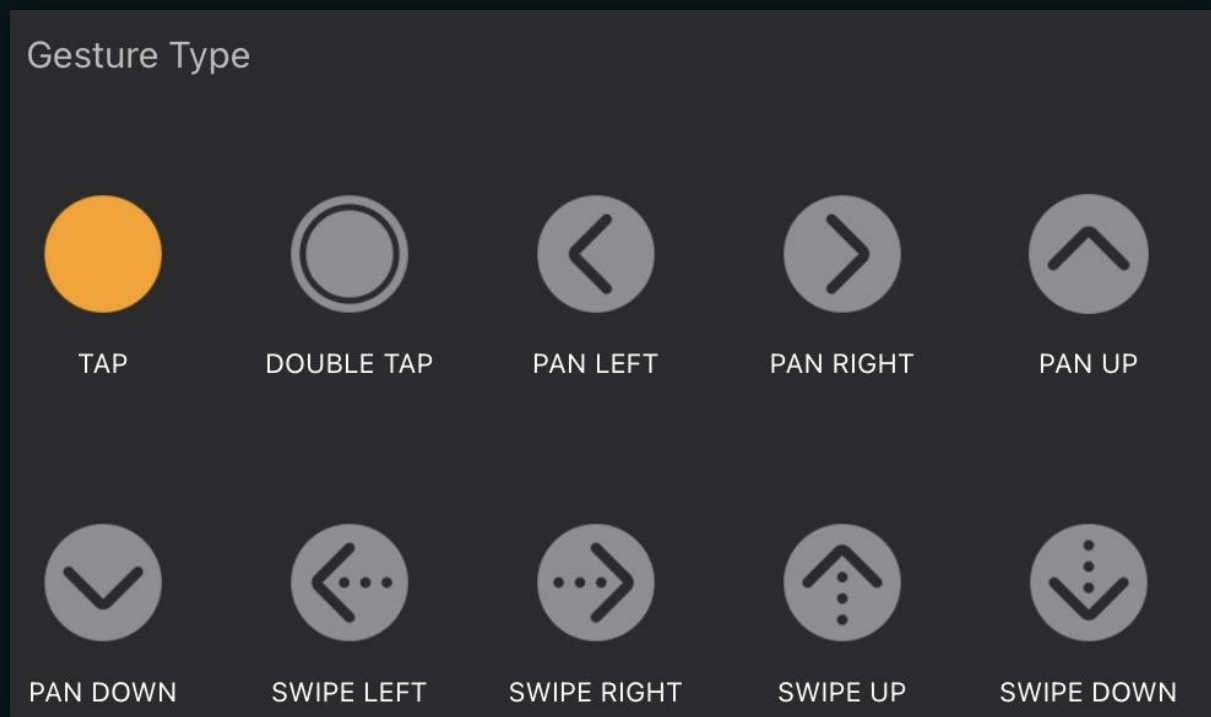 Gesture Type
TAP
DOUBLE TAP
PAN LEFT
PAN RIGHT
PAN UP
PAN DOWN
SWIPE LEFT
SWIPE RIGHT
SWIPE UP
SWIPE DOWN